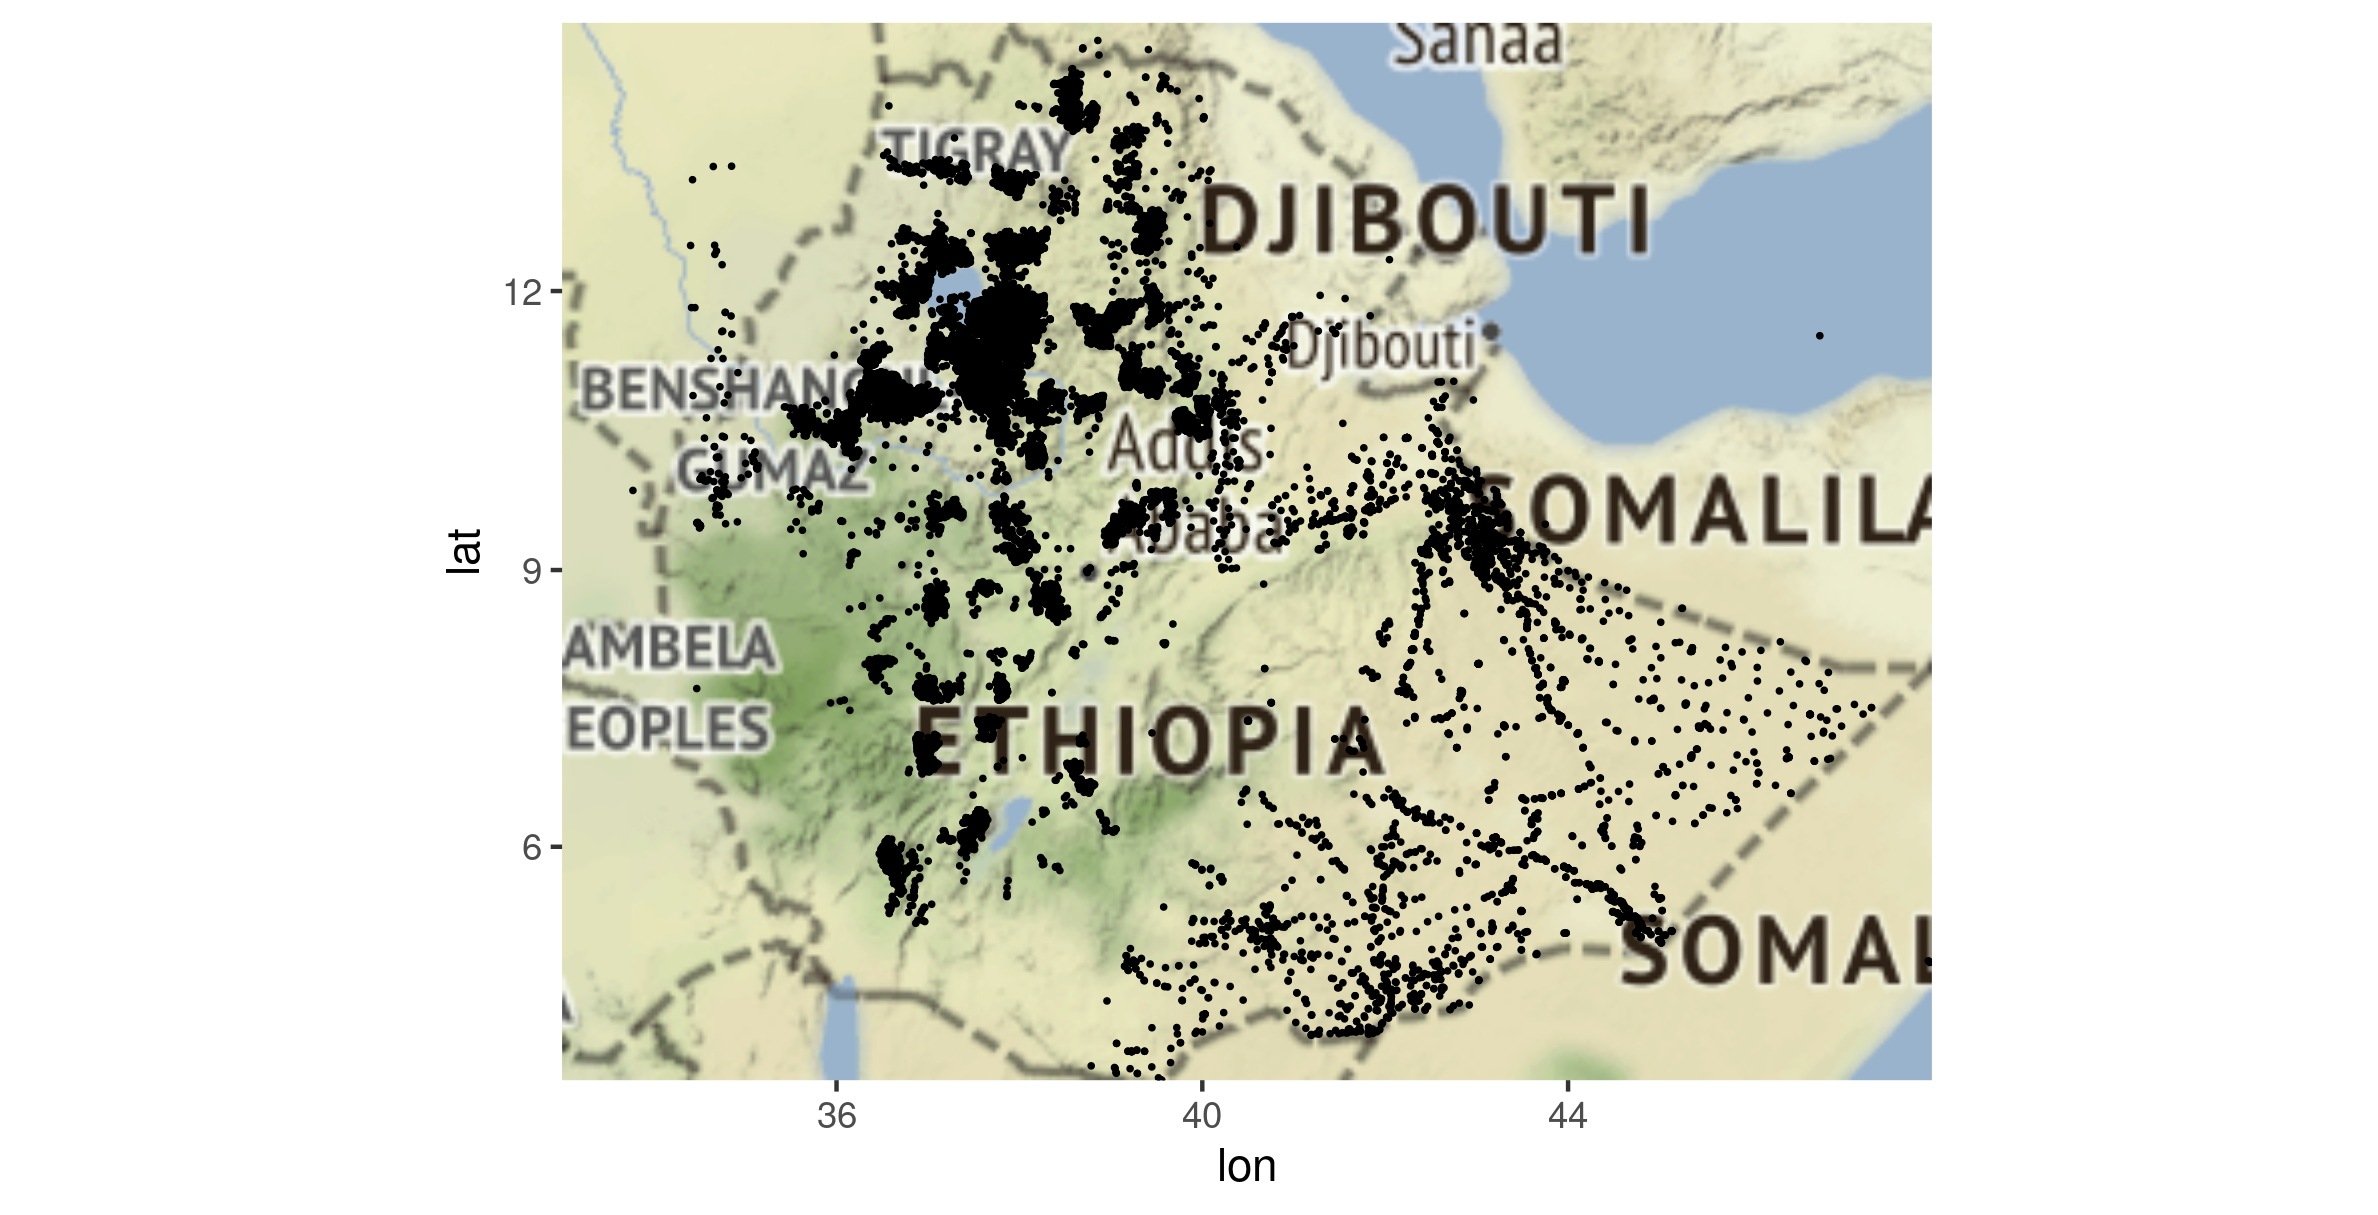 Sanaa
TIGRAY
DJIBOUTI
12
Djibouti
BENSHANGUL
GUMAZ
Addis
Ababa
SOMALILA
lat
9
AMBELA
EOPLES
ETHIOPIA
6
SOMAL
A
36
40
44
lon